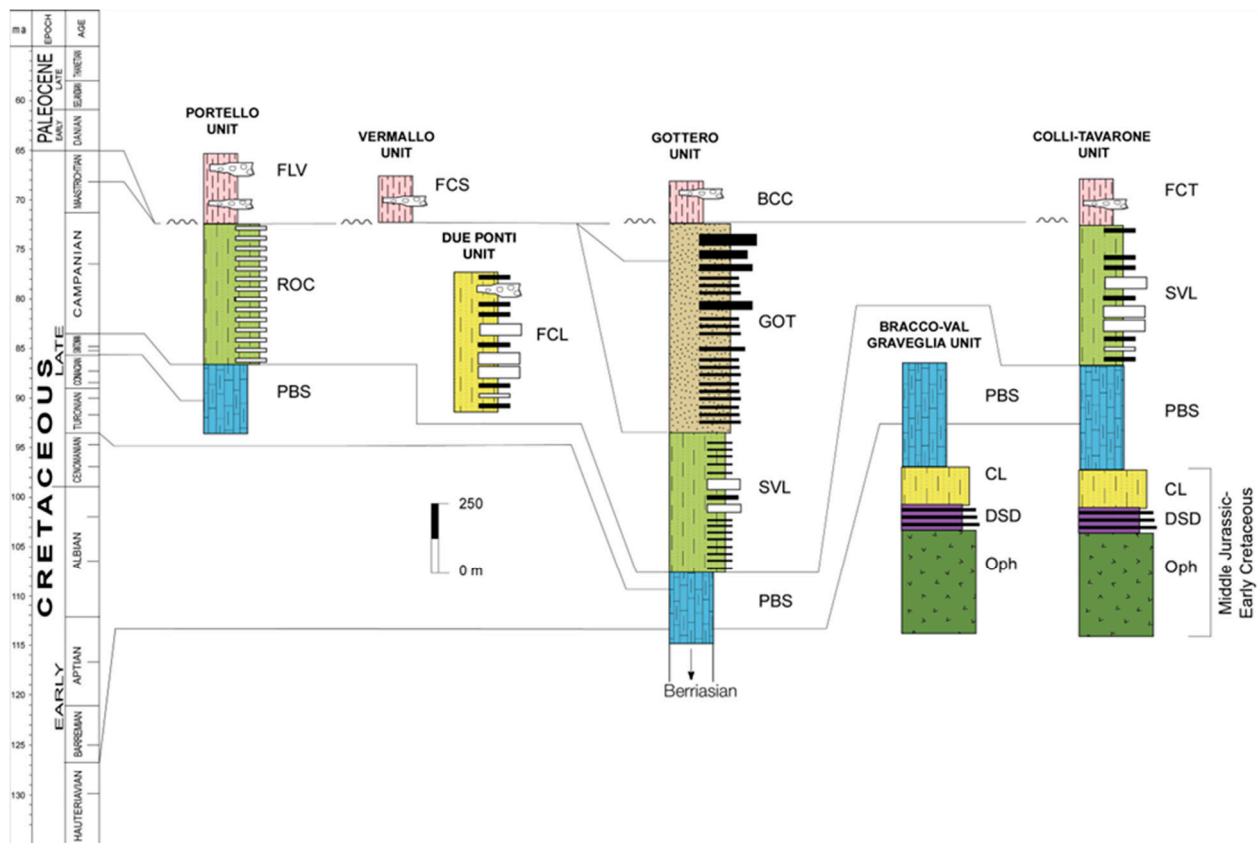 ma
EPOCH
AGE
PALEOCENE
LATE
EARLY
THANETIAN
SELANDIAN
DANIAN
CRETACEOUS
LATE
EARLY
MAASTRICHTIAN
CAMPANIAN
CONIACIAN
TURONIAN
CENOMANIAN
ALBIAN
APTIAN
BARREMIAN
HAUTERIAVIAN
60
65
70
75
80
85
90
95
100
105
110
115
120
125
130
PORTELLO
UNIT
FLV
ROC
PBS
VERMALLO
UNIT
FCS
DUE PONTI
UNIT
FCL
250
0 m
GOTTERO
UNIT
BCC
GOT
SVL
PBS
Berriasian
BRACCO-VAL
GRAVEGLIA UNIT
PBS
CL
DSD
Oph
COLLI-TAVARONE
UNIT
FCT
SVL
PBS
CL
DSD
Oph
Middle Jurassic-
Early Cretaceous